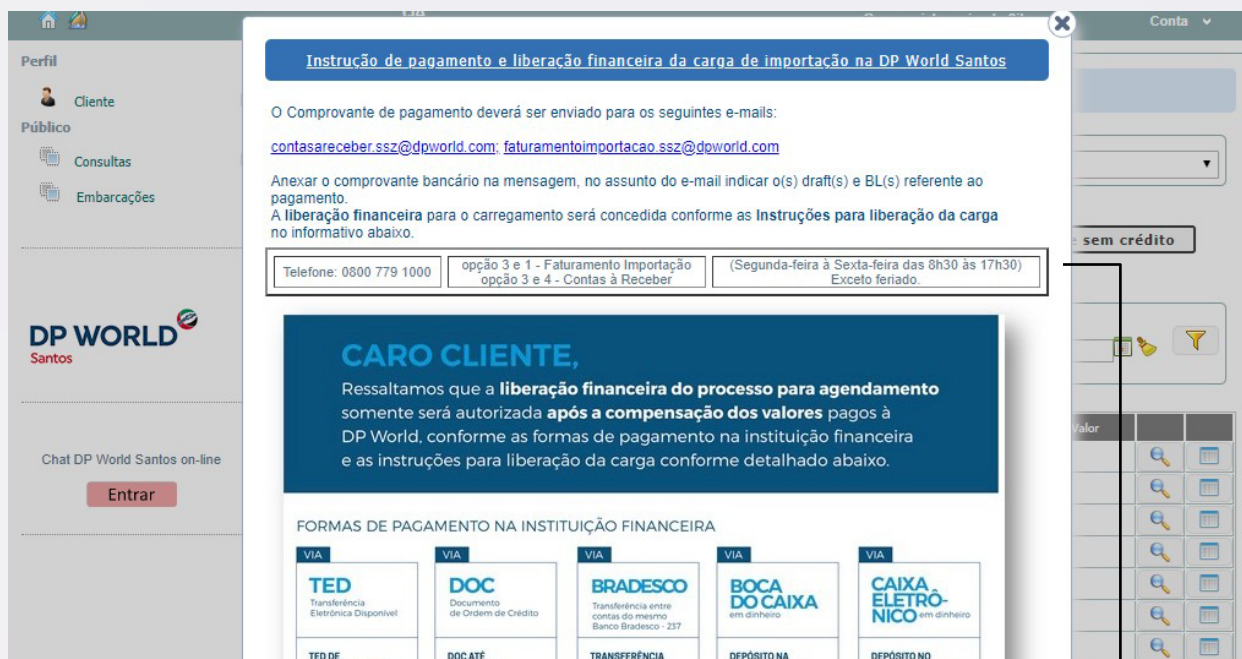 Conta
Perfil
Cliente
Público
Consultas
Embarcações
DP WORLD
Santos
Chat DP World Santos on-line
Entrar
Instrução de pagamento e liberação financeira da carga de importação na DP World Santos
O Comprovante de pagamento deverá ser enviado para os seguintes e-mails:
contasareceber.ssz@dpworld.com; faturamentoimportacao.ssz@dpworld.com
Anexar o comprovante bancário na mensagem, no assunto do e-mail indicar o(s) draft(s) e BL(s) referente ao
pagamento.
A liberação financeira para o carregamento será concedida conforme as Instruções para liberação da carga
no informativo abaixo.
Telefone: 0800 779 1000
opção 3 e 1 - Faturamento Importação
opção 3 e 4 - Contas à Receber
(Segunda-feira à Sexta-feira das 8h30 às 17h30)
Exceto feriado.
CARO CLIENTE,
Ressaltamos que a liberação financeira do processo para agendamento
somente será autorizada após a compensação dos valores pagos à
DP World, conforme as formas de pagamento na instituição financeira
e as instruções para liberação da carga conforme detalhado abaixo.
FORMAS DE PAGAMENTO NA INSTITUIÇÃO FINANCEIRA
VIA
TED
Transferência
Eletrônica Disponível
TED DE
VIA
DOC
Documento
de Ordem de Crédito
DOC ATÉ
VIA
BRADESCO
Transferência entre
contas do mesmo
Banco Bradesco - 237
TRANSFERÊNCIA
VIA
BOCA
DO CAIXA
em dinheiro
DEPÓSITO NA
VIA
CAIXA
ELETRÔ-
NICO em dinheiro
DEPÓSITO NO
sem crédito
Valor